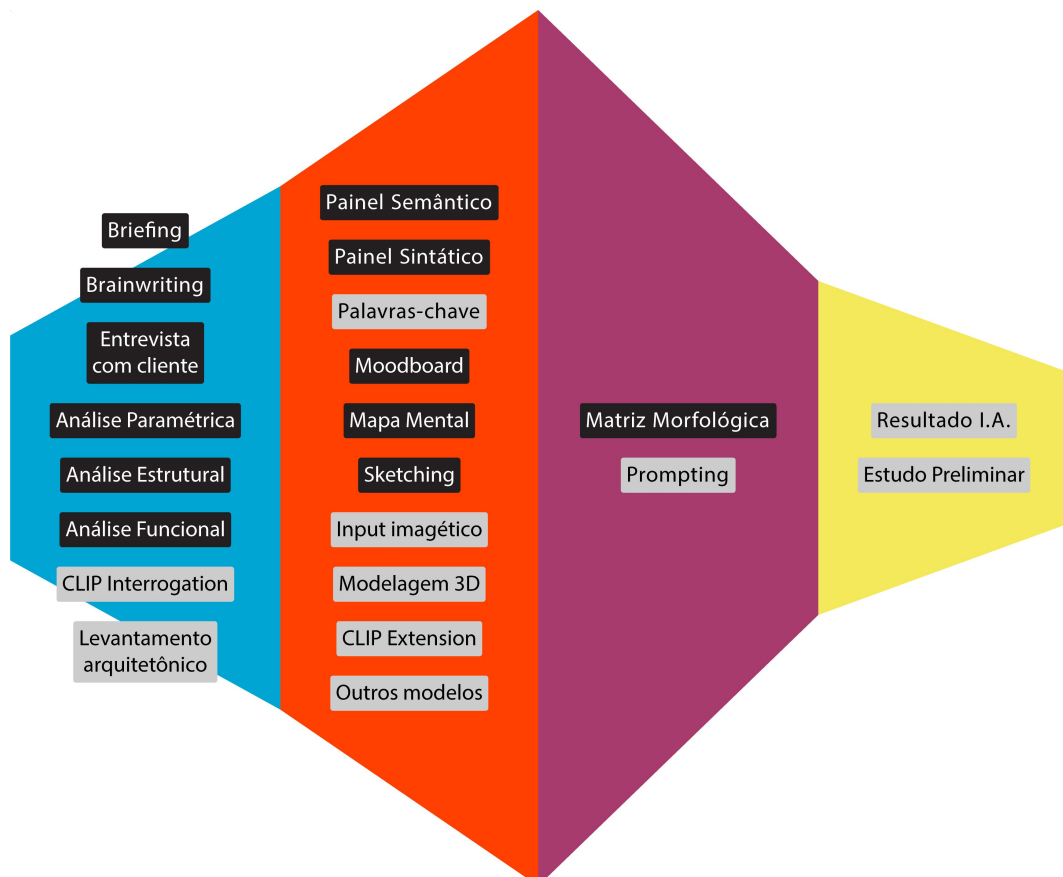 Briefing
Brainwriting
Entrevista
com cliente
Análise Paramétrica
Análise Estrutural
Análise Funcional
CLIP Interrogation
Levantamento
arquitetônico
Painel Semântico
Painel Sintático
Palavras-chave
Moodboard
Mapa Mental
Sketching
Input imagético
Modelagem 3D
CLIP Extension
Outros modelos
Matriz Morfológica
Prompting
Resultado I.A.
Estudo Preliminar